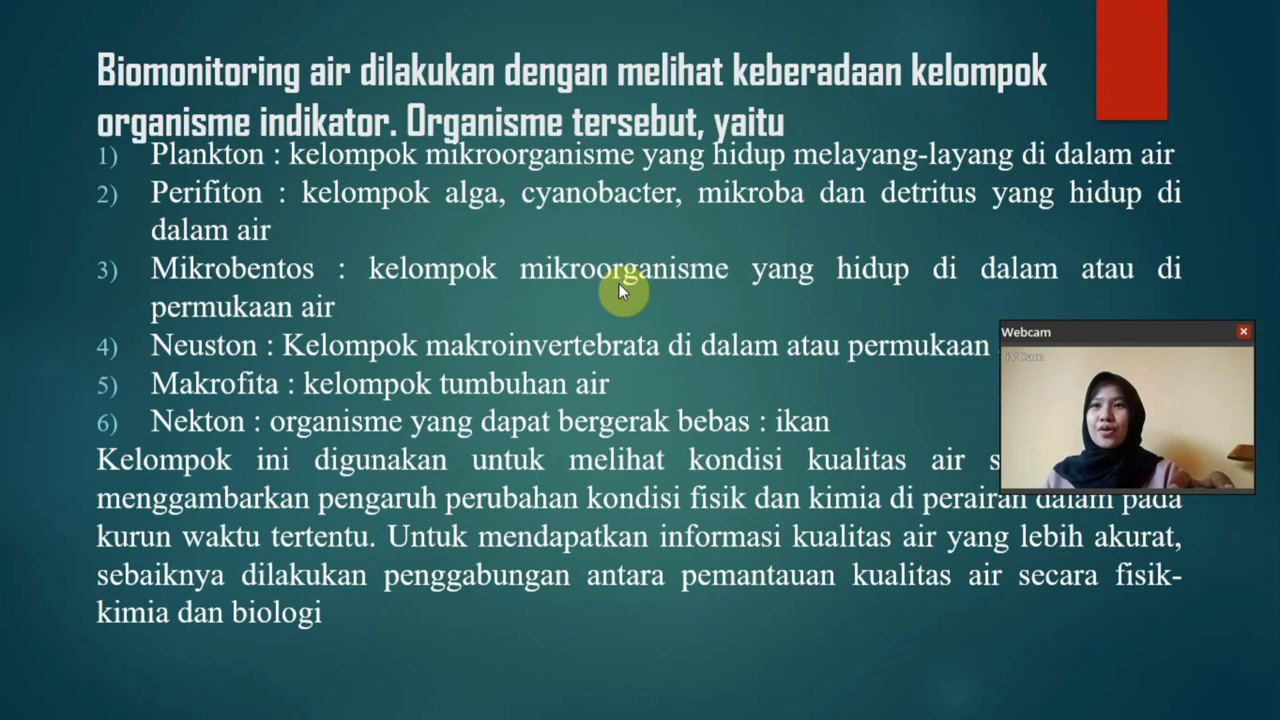 Biomonitoring air dilakukan dengan melihat keberadaan kelompok
organisme indikator. Organisme tersebut, yaitu
1) Plankton : kelompok mikroorganisme yang hidup melayang-layang di dalam air
2) Perifiton : kelompok alga, cyanobacter, mikroba dan detritus yang hidup di
dalam air
3) Mikrobentos : kelompok mikroorganisme yang hidup di dalam atau di
permukaan air
4) Neuston : Kelompok makroinvertebrata di dalam atau permukaan
5) Makrofita : kelompok tumbuhan air
6) Nekton : organisme yang dapat bergerak bebas : ikan
Kelompok ini digunakan untuk melihat kondisi kualitas air
menggambarkan pengaruh perubahan kondisi fisik dan kimia di perairan dalam pada
kurun waktu tertentu. Untuk mendapatkan informasi kualitas air yang lebih akurat,
sebaiknya dilakukan penggabungan antara pemantauan kualitas air secara fisik-
kimia dan biologi
Webcam
iVCam